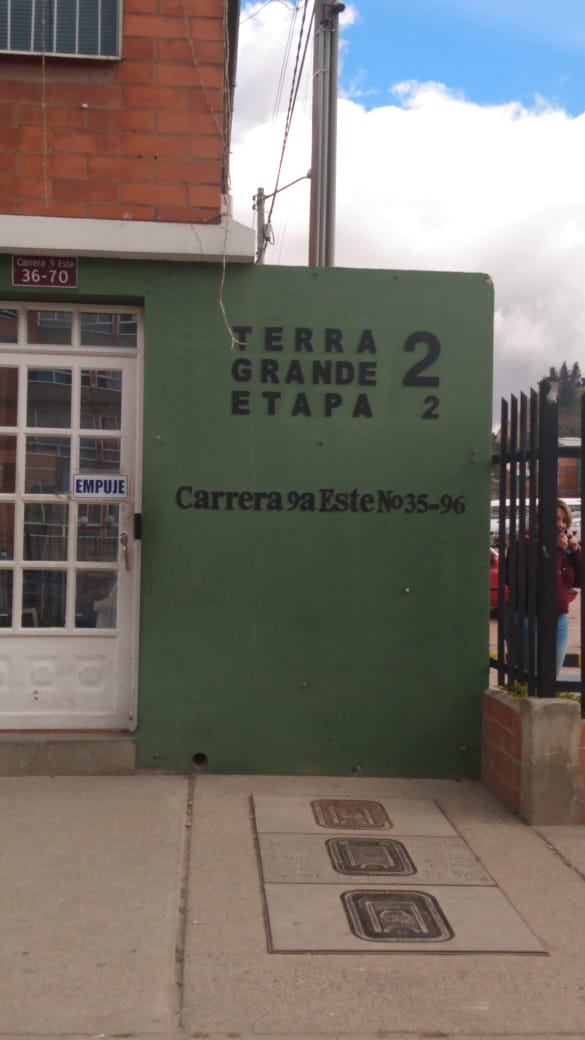 Carrera 9 Este
36-70
TERRA 2
GRANDE
ETAPA 2
EMPUJE
Carrera 9a Este No 35-96